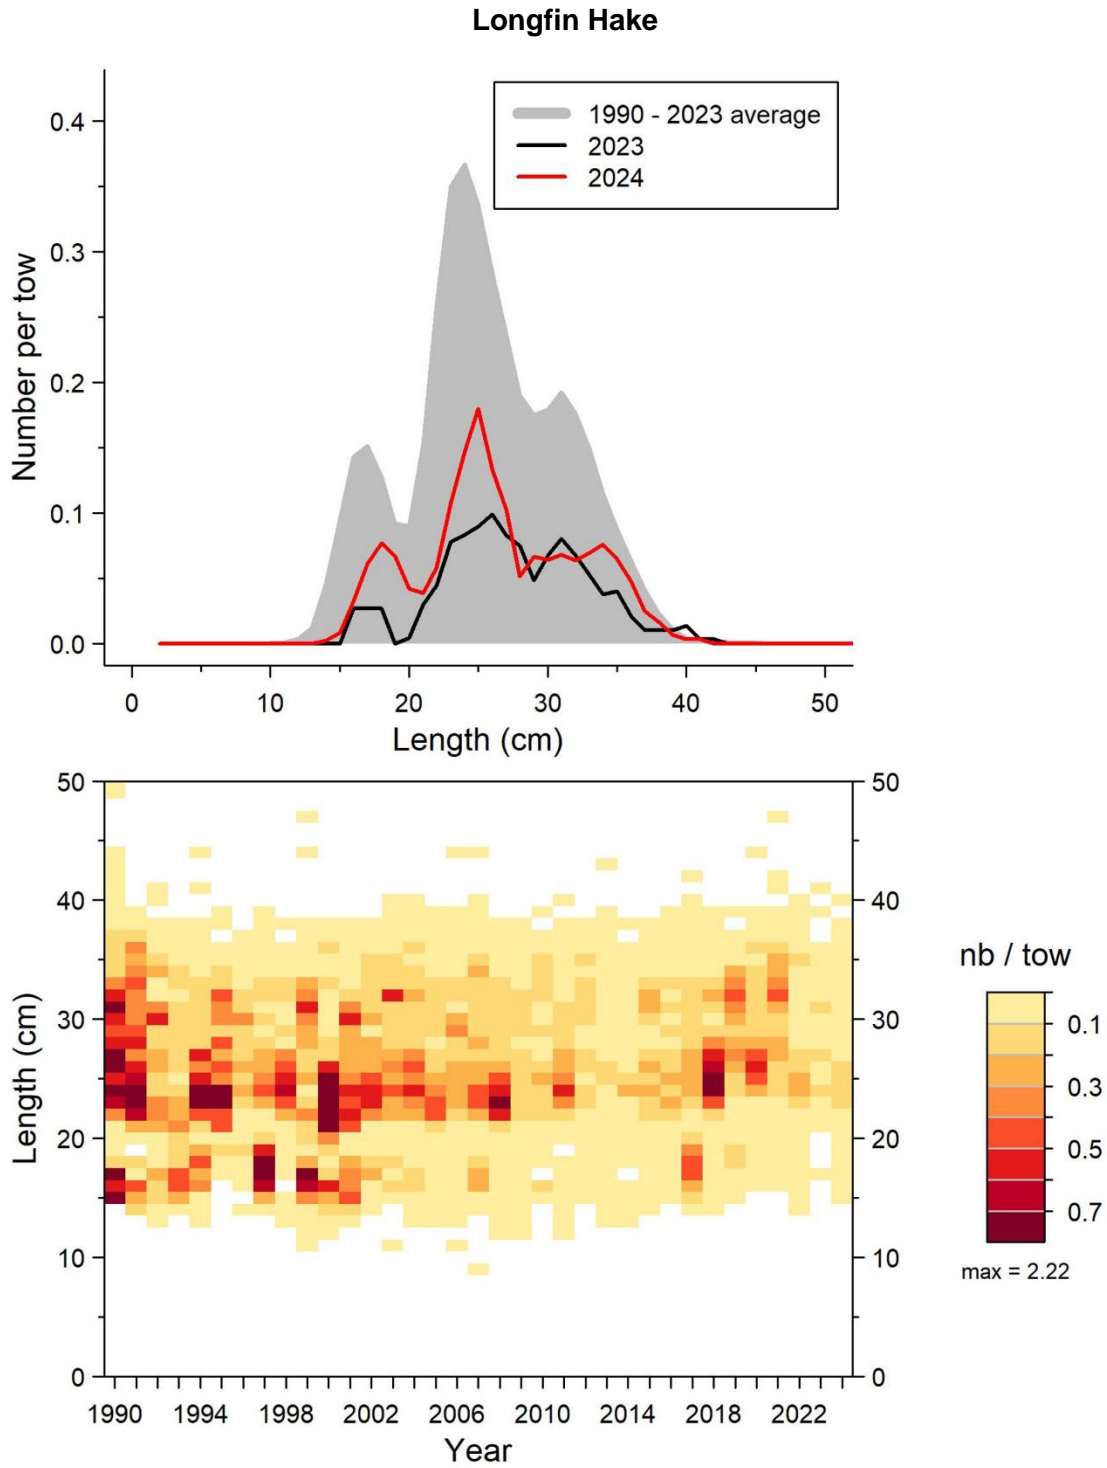 Longfin Hake
0.4
0.3
0.2
0.1
0.0
Number per tow
1990 - 2023 average
2023
2024
0 10 20 30 40 50
Length (cm)
50 50
40 40
30 30
20 20
10 10
0 0
Length (cm)
1990 1994 1998 2002 2006 2010 2014 2018 2022
Year
nb / tow
0.1
0.3
0.5
0.7
max = 2.22